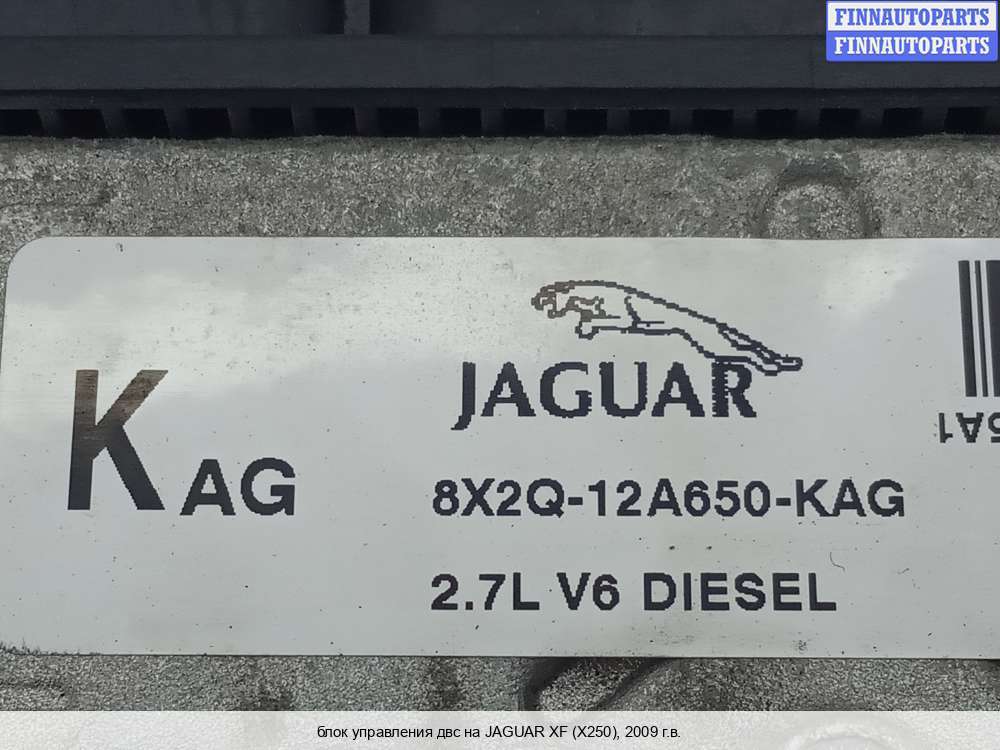 FINNAUTOPARTS
FINNAUTOPARTS
JAGUAR
KAG
8X2Q-12A650-KAG
2.7L V6 DIESEL
5A1
блок управления двс на JAGUAR XF (X250), 2009 г.в.